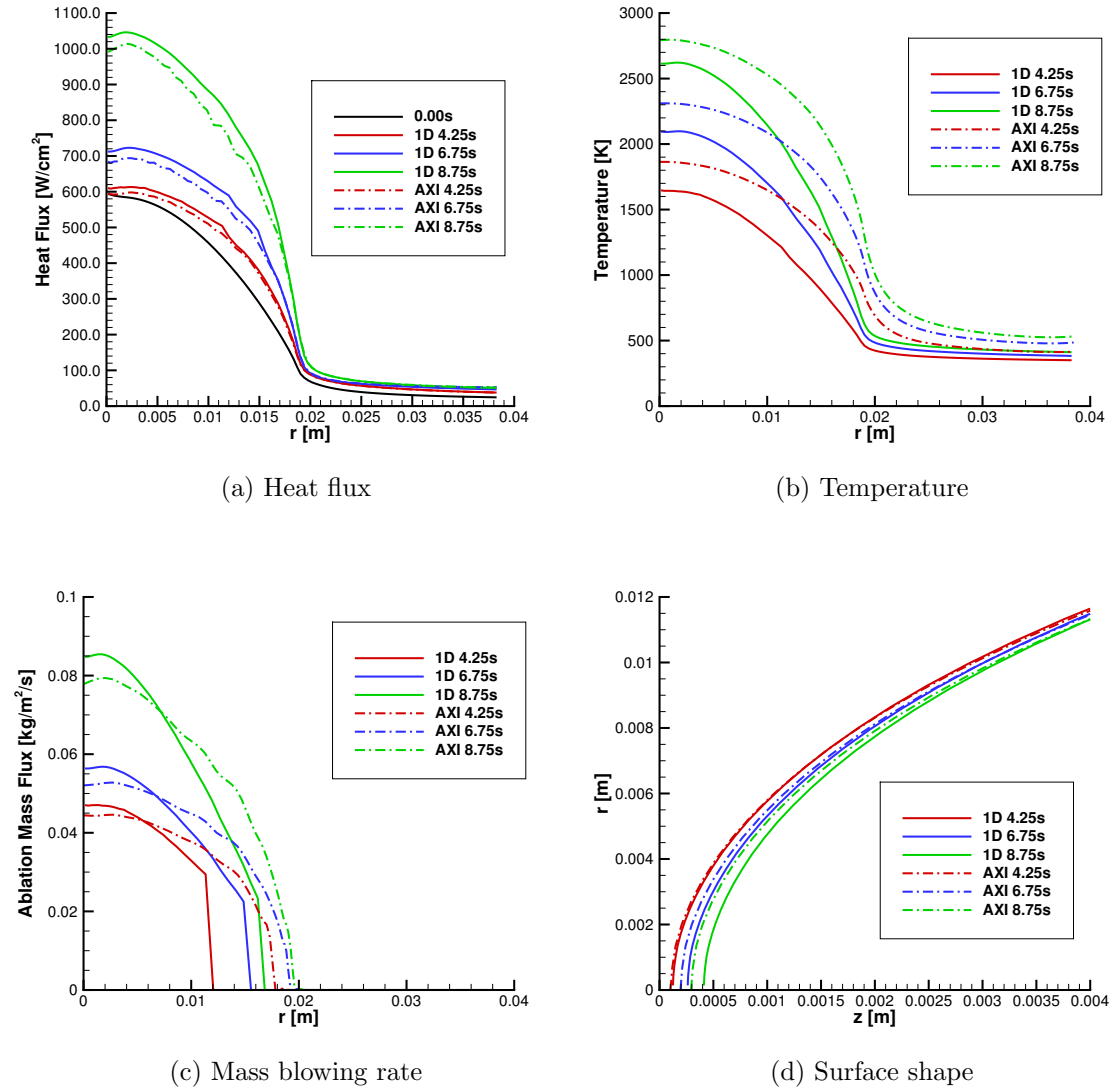 Heat Flux [W/cm²]
1100.0
1000.0
900.0
800.0
700.0
600.0
500.0
400.0
300.0
200.0
100.0
0.0
0.00s
1D 4.25s
1D 6.75s
1D 8.75s
AXI 4.25s
AXI 6.75s
AXI 8.75s
0 0.005 0.01 0.015 0.02 0.025 0.03 0.035 0.04
r [m]
(a) Heat flux
Temperature [K]
3000
2500
2000
1500
1000
500
0
1D 4.25s
1D 6.75s
1D 8.75s
AXI 4.25s
AXI 6.75s
AXI 8.75s
0 0.01 0.02 0.03 0.04
r [m]
(b) Temperature
Ablation Mass Flux [kg/m²/s]
0.1
0.08
0.06
0.04
0.02
0
1D 4.25s
1D 6.75s
1D 8.75s
AXI 4.25s
AXI 6.75s
AXI 8.75s
0 0.01 0.02 0.03 0.04
r [m]
(c) Mass blowing rate
r [m]
0.012
0.01
0.008
0.006
0.004
0.002
0
1D 4.25s
1D 6.75s
1D 8.75s
AXI 4.25s
AXI 6.75s
AXI 8.75s
0 0.0005 0.001 0.0015 0.002 0.0025 0.003 0.0035 0.004
z [m]
(d) Surface shape